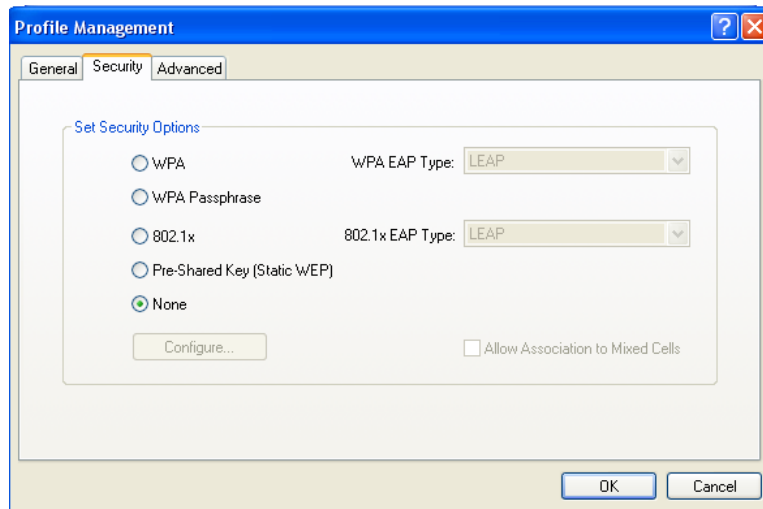 Profile Management
General Security Advanced
Set Security Options
WPA WPA EAP Type: LEAP
WPA Passphrase
802.1x 802.1x EAP Type: LEAP
Pre-Shared Key (Static WEP)
None
Configure... Allow Association to Mixed Cells
OK Cancel